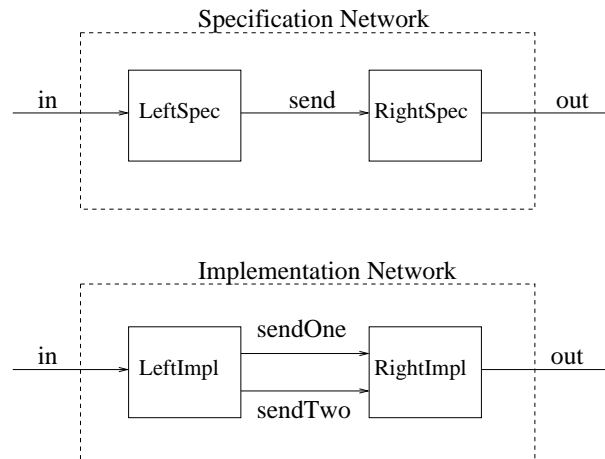 Specification Network
in
LeftSpec
send
RightSpec
out
Implementation Network
in
LeftImpl
sendOne
sendTwo
RightImpl
out